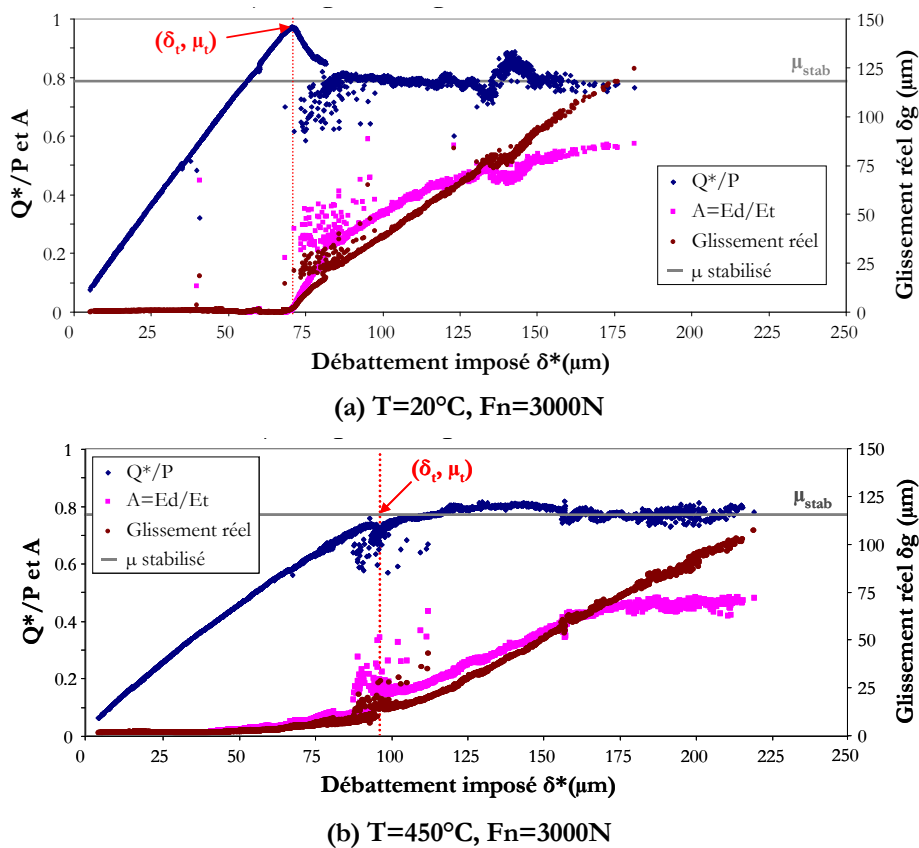 (a)
Q*/P et A
1
0.8
0.6
0.4
0.2
0
(δt, μt)
μstab
Q*/P
A=Ed/Et
Glissement réel
μ stabilisé
150
125
100
75
50
25
0
Glissement réel δg (μm)
0 25 50 75 100 125 150 175 200 225 250
Débattement imposé δ*(μm)
(a) T=20°C, Fn=3000N
Q*/P et A
1
0.8
0.6
0.4
0.2
0
Q*/P
A=Ed/Et
Glissement réel
μ stabilisé
(δt, μt)
μstab
150
125
100
75
50
25
0
Glissement réel δg (μm)
0 25 50 75 100 125 150 175 200 225 250
Débattement imposé δ*(μm)
(b) T=450°C, Fn=3000N